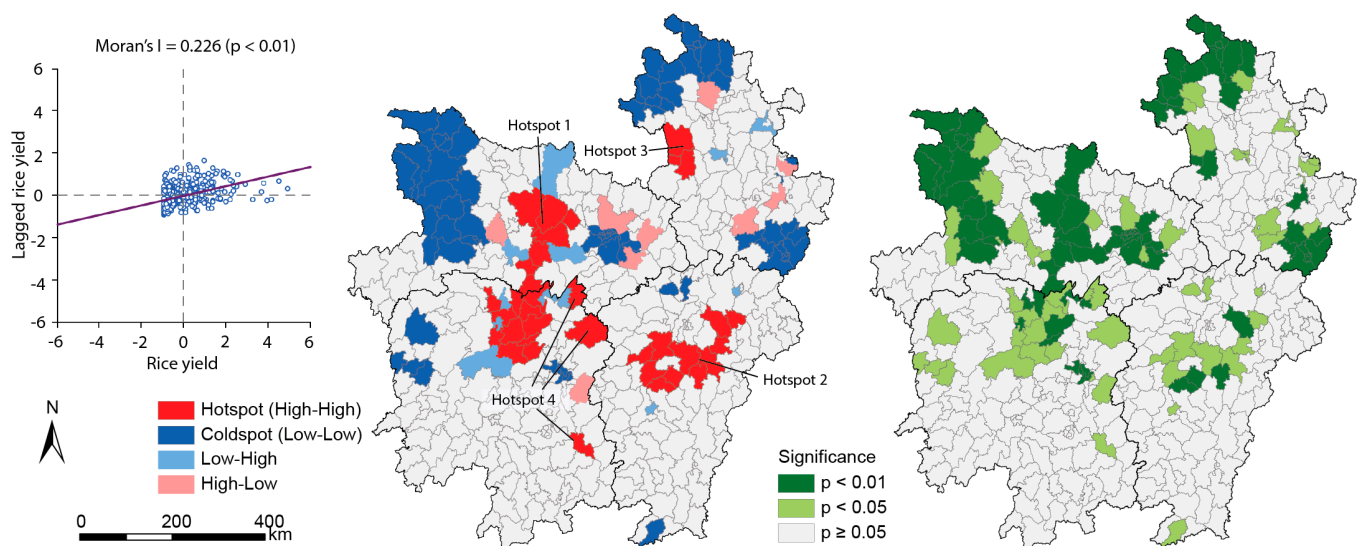 Moran's I = 0.226 (p < 0.01)
6
4
2
0
-2
-4
-6
Lagged rice yield
-6 -4 -2 0 2 4 6
Rice yield
Hotspot 1
Hotspot 3
Hotspot 2
Hotspot 4
N
Hotspot (High-High)
Coldspot (Low-Low)
Low-High
High-Low
0 200 400
km
Significance
p < 0.01
p < 0.05
p ≥ 0.05